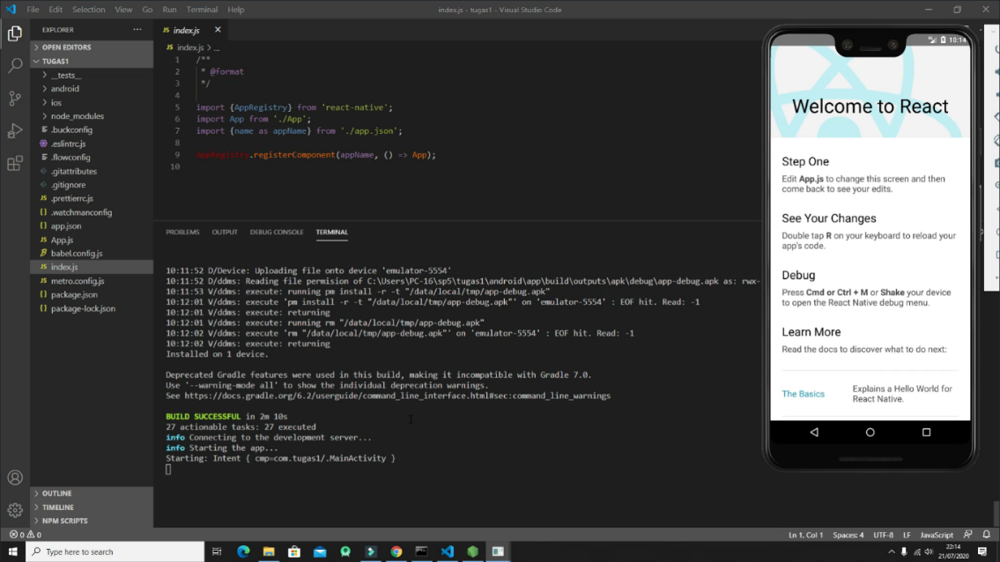 File Edit Selection View Go Run Terminal Help
index.js - tugas1 - Visual Studio Code
EXPLORER
OPEN EDITORS
TUGAS1
__tests__
android
ios
node_modules
.buckconfig
.eslintrc.js
.flowconfig
.gitattributes
.gitignore
.prettierrc.js
.watchmanconfig
app.json
App.js
babel.config.js
index.js
metro.config.js
package.json
package-lock.json
OUTLINE
TIMELINE
NPM SCRIPTS
JS index.js
JS index.js > ...
1 /**
2 * @format
3 */
4
5 import {AppRegistry} from 'react-native';
6 import App from './App';
7 import {name as appName} from './app.json';
8
9 AppRegistry.registerComponent(appName, () => App);
10
PROBLEMS OUTPUT DEBUG CONSOLE TERMINAL
10:11:52 D/Device: Uploading file onto device 'emulator-5554'
10:11:52 D/ddms: Reading file permision of C:\Users\PC-16\sp5\tugas1\android\app\build\outputs\apk\debug\app-debug.apk as: rwx-
10:11:53 V/ddms: execute: running pm install -r -t "/data/local/tmp/app-debug.apk"
10:12:01 V/ddms: execute 'pm install -r -t "/data/local/tmp/app-debug.apk"' on 'emulator-5554' : EOF hit. Read: -1
10:12:01 V/ddms: execute: returning
10:12:01 V/ddms: execute: running rm "/data/local/tmp/app-debug.apk"
10:12:02 V/ddms: execute 'rm "/data/local/tmp/app-debug.apk"' on 'emulator-5554' : EOF hit. Read: -1
10:12:02 V/ddms: execute: returning
Installed on 1 device.
Deprecated Gradle features were used in this build, making it incompatible with Gradle 7.0.
Use '--warning-mode all' to show the individual deprecation warnings.
See https://docs.gradle.org/6.2/userguide/command_line_interface.html#sec:command_line_warnings
BUILD SUCCESSFUL in 2m 10s
27 actionable tasks: 27 executed
info Connecting to the development server...
info Starting the app...
Starting: Intent { cmp=com.tugas1/.MainActivity }
10:14
Welcome to React
Step One
Edit App.js to change this screen and then
come back to see your edits.
See Your Changes
Double tap R on your keyboard to reload your
app's code.
Debug
Press Cmd or Ctrl + M or Shake your device
to open the React Native debug menu.
Learn More
Read the docs to discover what to do next:
The Basics
Explains a Hello World for
React Native.
0 0
Ln 1, Col 1 Spaces: 4 UTF-8 LF JavaScript
Type here to search
22:14
21/07/2020